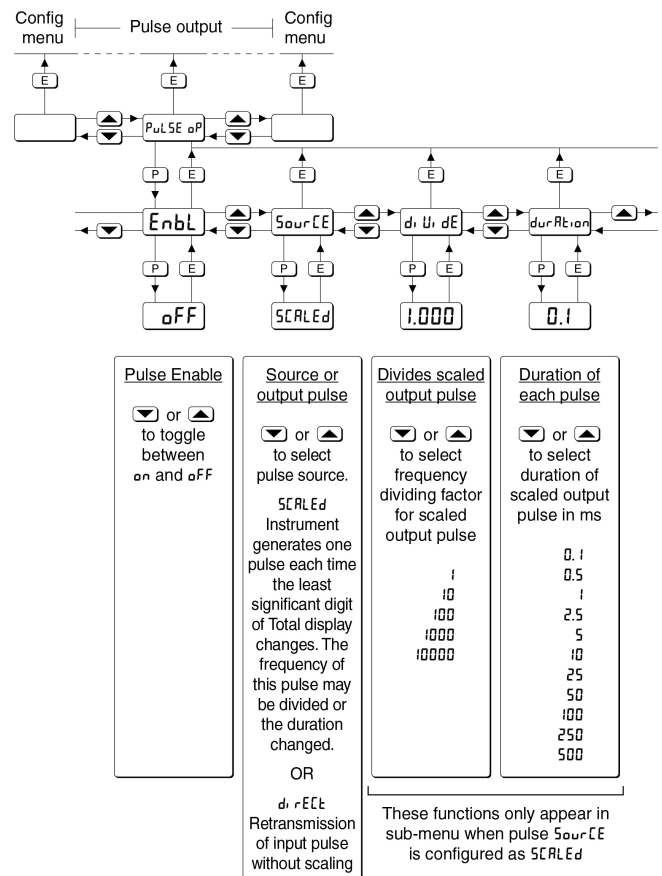 Config
menu
Pulse output
Config
menu
E
E
E
PuLSE oP
P
E
E
E
E
EnbL
SourCE
diVidE
durAtion
P
E
P
E
P
E
P
E
oFF
SCALEd
1.000
0.1
Pulse Enable
or
to toggle
between
on and oFF
Source or
output pulse
or
to select
pulse source.
SCALEd
Instrument
generates one
pulse each time
the least
significant digit
of Total display
changes. The
frequency of
this pulse may
be divided or
the duration
changed.
OR
dirECt
Retransmission
of input pulse
without scaling
Divides scaled
output pulse
or
to select
frequency
dividing factor
for scaled
output pulse
1
10
100
1000
10000
Duration of
each pulse
or
to select
duration of
scaled output
pulse in ms
0.1
0.5
1
2.5
5
10
25
50
100
250
500
These functions only appear in
sub-menu when pulse SourCE
is configured as SCALEd